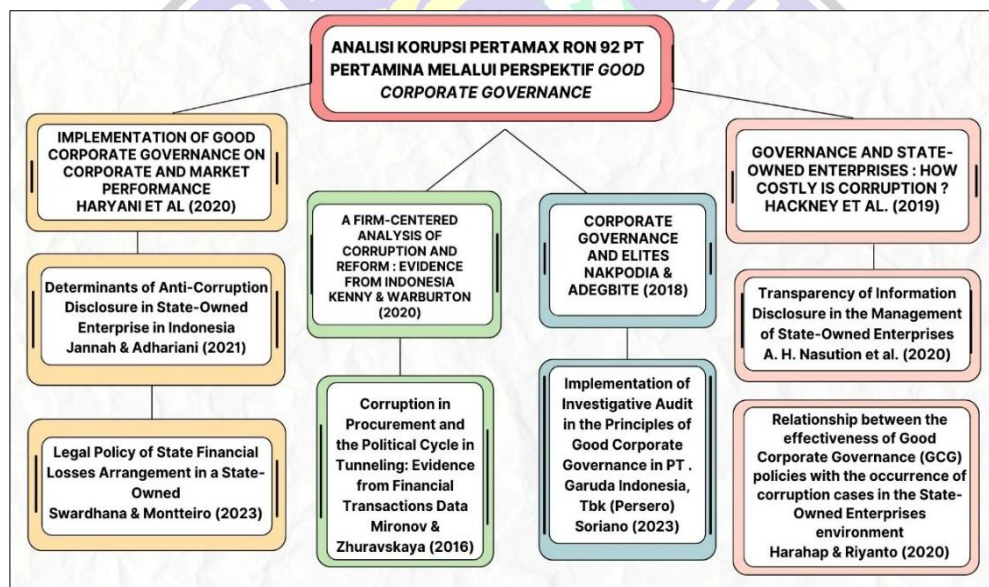 ANALISI KORUPSI PERTAMAX RON 92 PT
PERTAMINA MELALUI PERSPEKTIF GOOD
CORPORATE GOVERNANCE
IMPLEMENTATION OF GOOD
CORPORATE GOVERNANCE ON
CORPORATE AND MARKET
PERFORMANCE
HARYANI ET AL (2020)
Determinants of Anti-Corruption
Disclosure in State-Owned
Enterprise in Indonesia
Jannah & Adhariani (2021)
Legal Policy of State Financial
Losses Arrangement in a State-
Owned
Swardhana & Montteiro (2023)
A FIRM-CENTERED
ANALYSIS OF
CORRUPTION AND
REFORM : EVIDENCE
FROM INDONESIA
KENNY & WARBURTON
(2020)
Corruption in
Procurement and
the Political Cycle in
Tunneling: Evidence
from Financial
Transactions Data
Mironov &
Zhuravskaya (2016)
CORPORATE
GOVERNANCE
AND ELITES
NAKPODIA &
ADEGBITE (2018)
Implementation of
Investigative Audit
in the Principles of
Good Corporate
Governance in PT .
Garuda Indonesia,
Tbk (Persero)
Soriano (2023)
GOVERNANCE AND STATE-
OWNED ENTERPRISES : HOW
COSTLY IS CORRUPTION ?
HACKNEY ET AL. (2019)
Transparency of Information
Disclosure in the Management
of State-Owned Enterprises
A. H. Nasution et al. (2020)
Relationship between the
effectiveness of Good
Corporate Governance (GCG)
policies with the occurrence of
corruption cases in the State-
Owned Enterprises
environment
Harahap & Riyanto (2020)